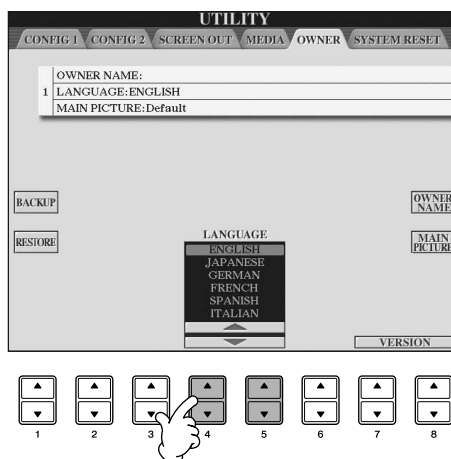 UTILITY
CONFIG 1 CONFIG 2 SCREEN OUT MEDIA OWNER SYSTEM RESET
OWNER NAME:
1 LANGUAGE:ENGLISH
MAIN PICTURE:Default
BACKUP
OWNER NAME
RESTORE
MAIN PICTURE
LANGUAGE
ENGLISH
JAPANESE
GERMAN
FRENCH
SPANISH
ITALIAN
VERSION
1 2 3 4 5 6 7 8